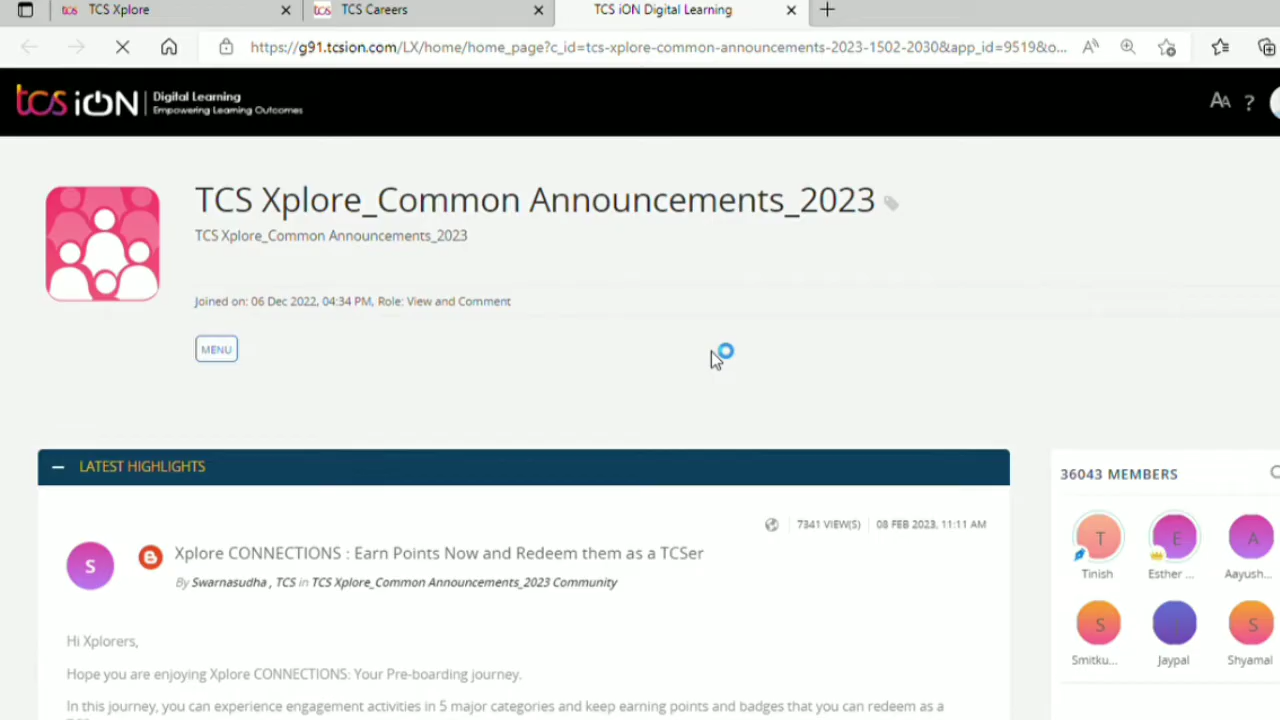 tcs TCS Xplore
tcs TCS Careers
TCS iON Digital Learning
https://g91.tcsion.com/LX/home/home_page?c_id=tcs-xplore-common-announcements-2023-1502-2030&app_id=9519&o...
tcs iON Digital Learning
Empowering Learning Outcomes
AA ?
TCS Xplore_Common Announcements_2023
TCS Xplore_Common Announcements_2023
Joined on: 06 Dec 2022, 04:34 PM, Role: View and Comment
MENU
LATEST HIGHLIGHTS
7341 VIEW(S) 08 FEB 2023, 11:11 AM
S
Xplore CONNECTIONS : Earn Points Now and Redeem them as a TCSer
By Swarnasudha , TCS in TCS Xplore_Common Announcements_2023 Community
Hi Xplorers,
Hope you are enjoying Xplore CONNECTIONS: Your Pre-boarding journey.
In this journey, you can experience engagement activities in 5 major categories and keep earning points and badges that you can redeem as a
36043 MEMBERS
T E A
Tinish Esther ... Aayush...
S S
Smitku... Jaypal Shyamal